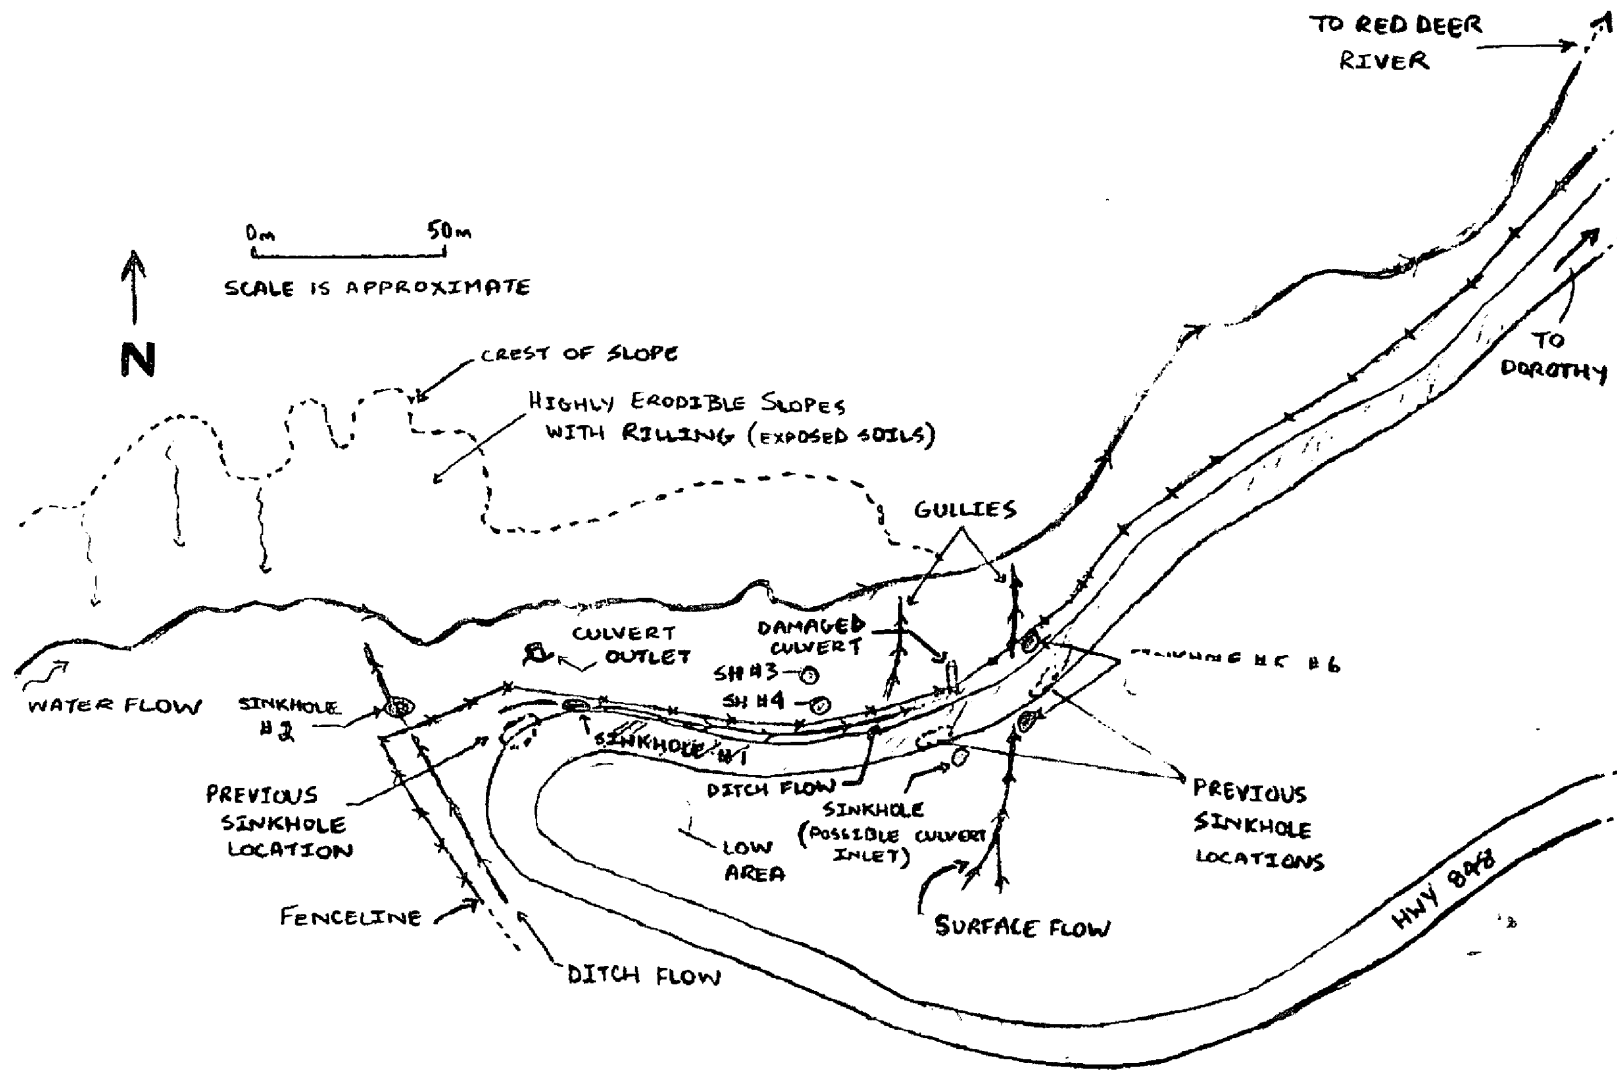 TO RED DEER
RIVER
0m 50m
SCALE IS APPROXIMATE
N
TO
DOROTHY
CREST OF SLOPE
HIGHLY ERODIBLE SLOPES
WITH RILLING (EXPOSED SOILS)
GULLIES
CULVERT
OUTLET
DAMAGED
CULVERT
SH #3
SH #4
#5 #6
WATER FLOW
SINKHOLE
#2
SINKHOLE #1
DITCH FLOW
SINKHOLE
(POSSIBLE CULVERT
INLET)
PREVIOUS
SINKHOLE
LOCATION
PREVIOUS
SINKHOLE
LOCATIONS
LOW
AREA
HWY 848
FENCELINE
SURFACE FLOW
DITCH FLOW